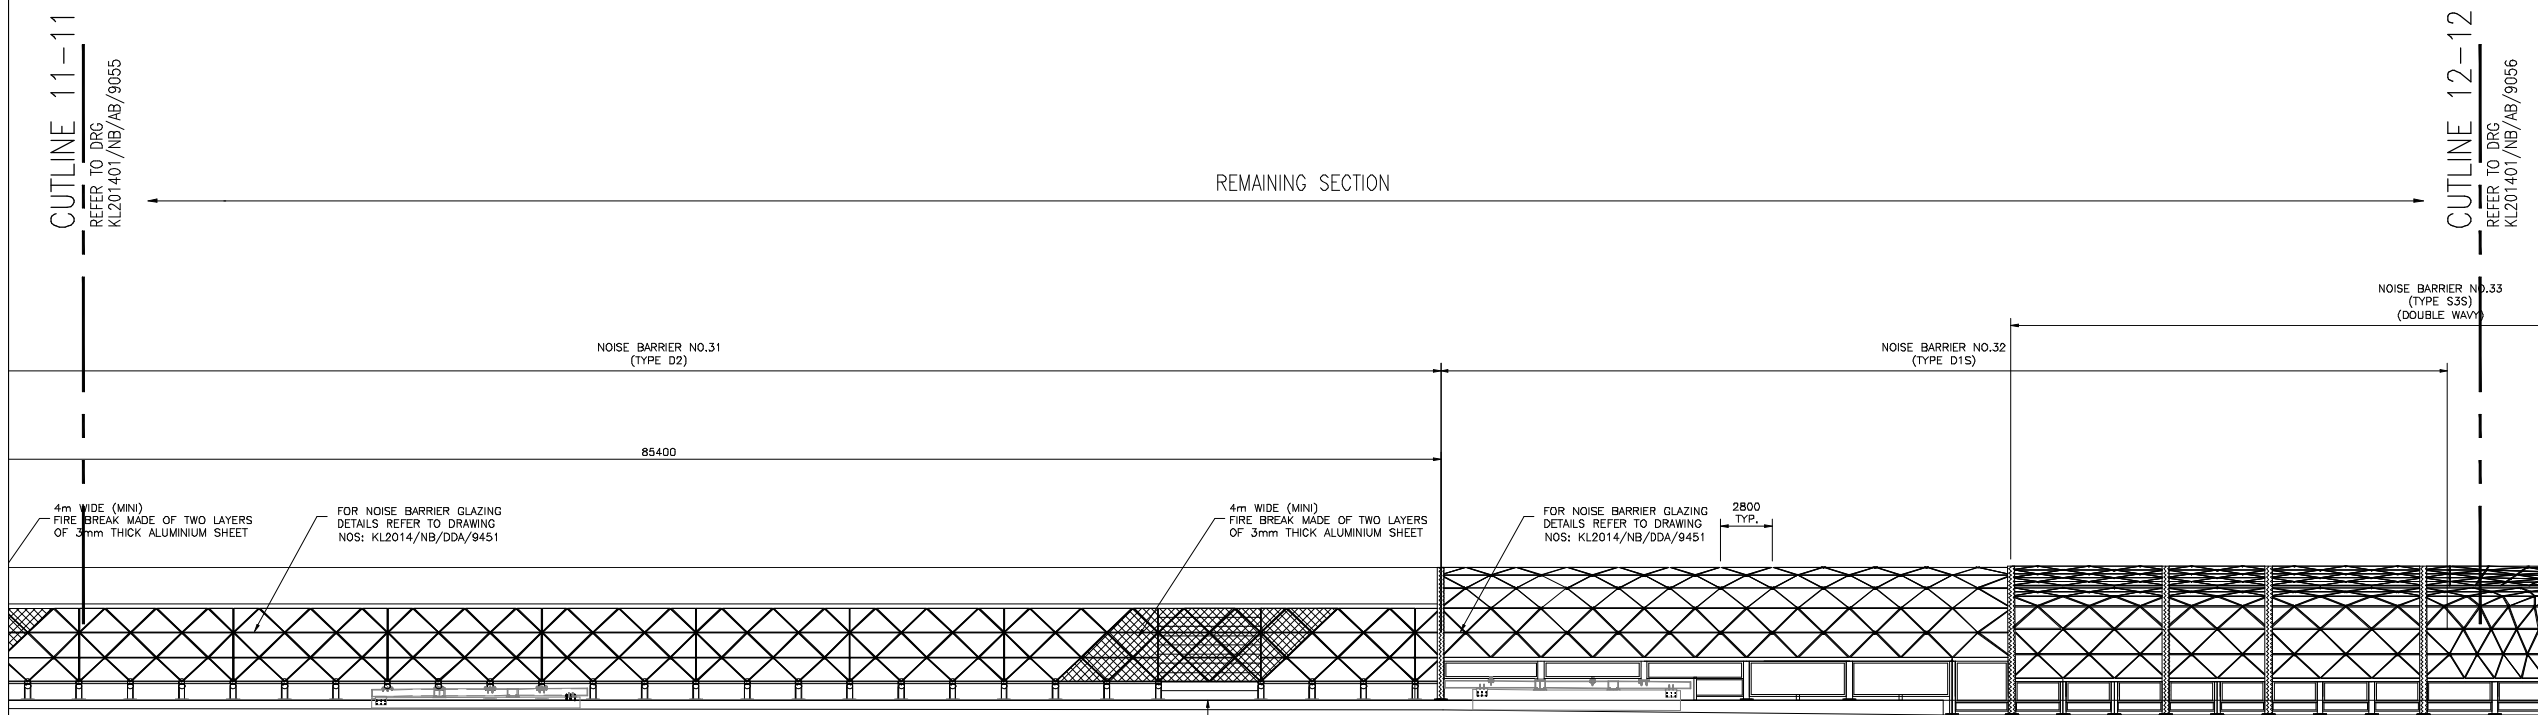 CUTLINE 11-11
REFER TO DRG
KL201401/NB/AB/9055
REMAINING SECTION
CUTLINE 12-12
REFER TO DRG
KL201401/NB/AB/9056
NOISE BARRIER NO.33
(TYPE S3S)
(DOUBLE WAVY)
NOISE BARRIER NO.31
(TYPE D2)
NOISE BARRIER NO.32
(TYPE D1S)
85400
4m WIDE (MINI)
FIRE BREAK MADE OF TWO LAYERS
OF 3mm THICK ALUMINIUM SHEET
FOR NOISE BARRIER GLAZING
DETAILS REFER TO DRAWING
NOS: KL2014/NB/DDA/9451
4m WIDE (MINI)
FIRE BREAK MADE OF TWO LAYERS
OF 3mm THICK ALUMINIUM SHEET
FOR NOISE BARRIER GLAZING
DETAILS REFER TO DRAWING
NOS: KL2014/NB/DDA/9451
2800
TYP.